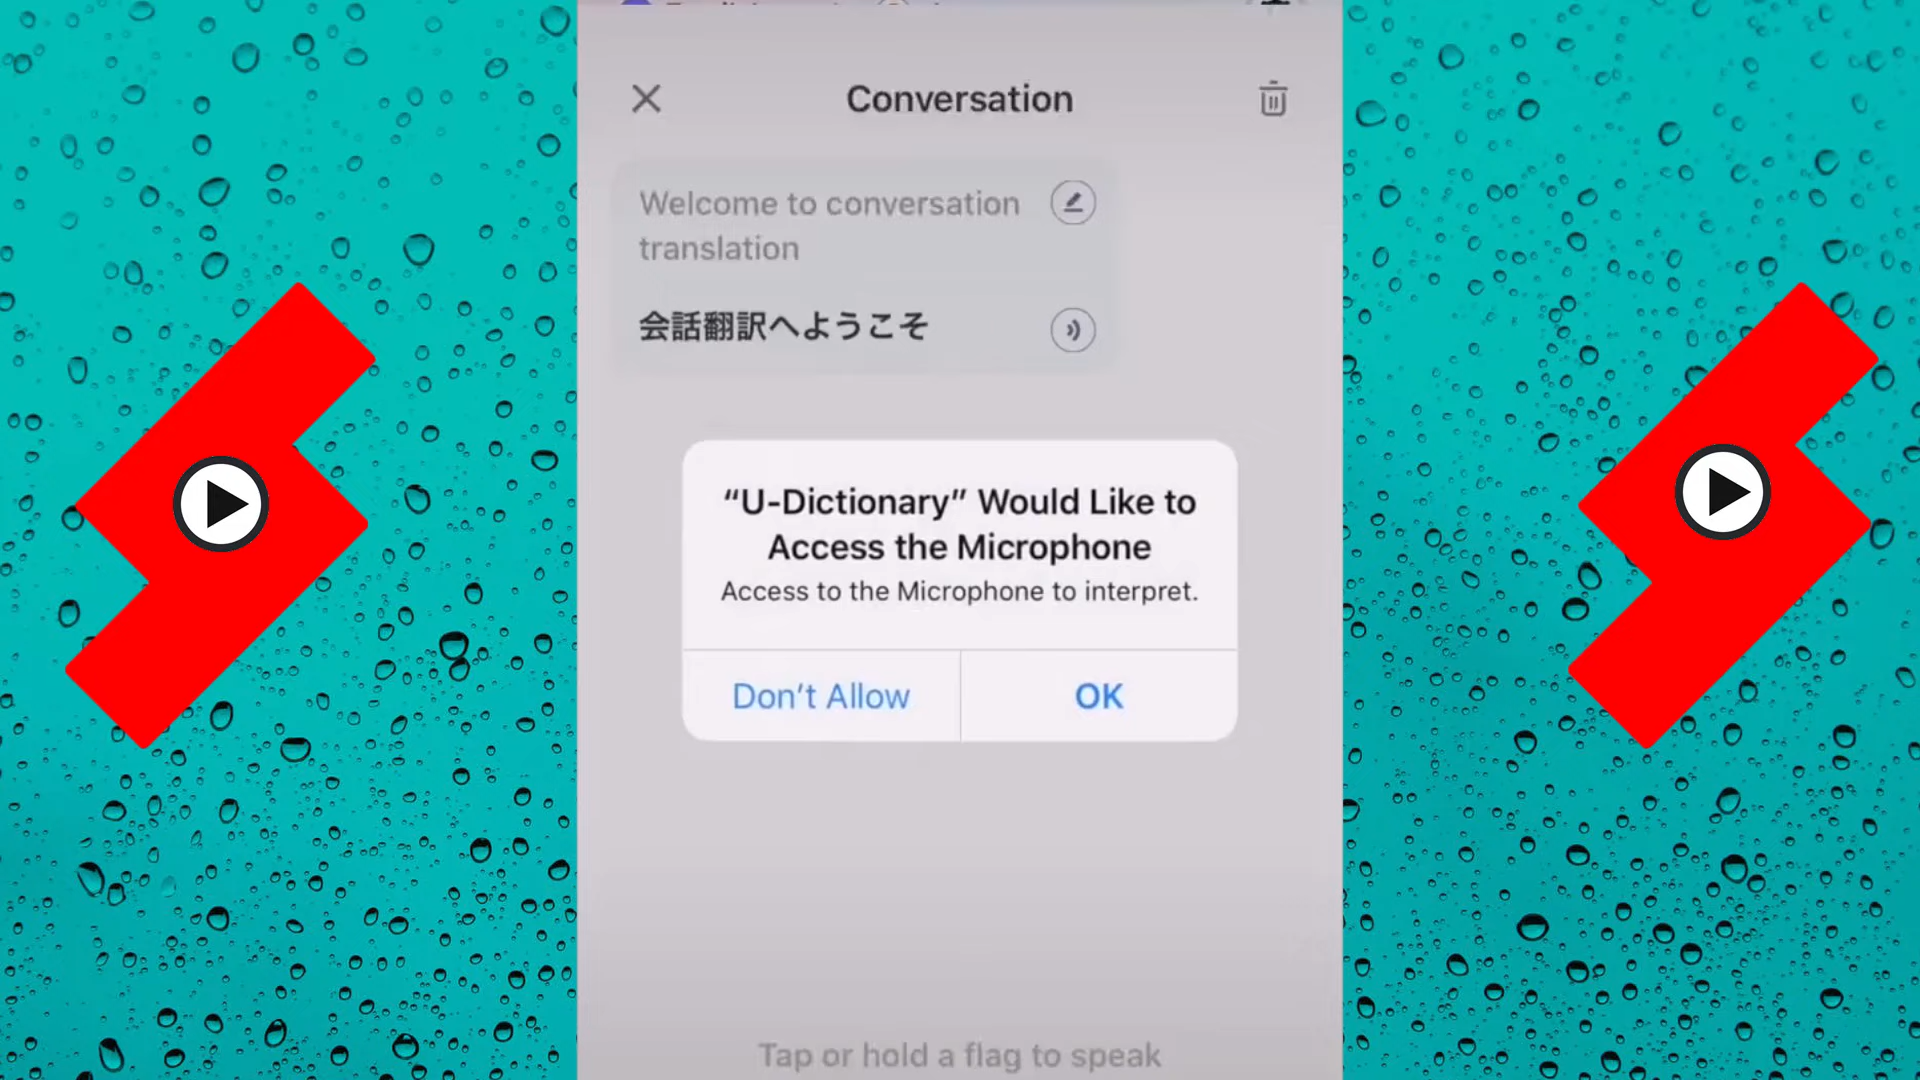 Conversation
Welcome to conversation
translation
会話翻訳へようこそ
“U-Dictionary” Would Like to
Access the Microphone
Access to the Microphone to interpret.
Don’t Allow
OK
Tap or hold a flag to speak